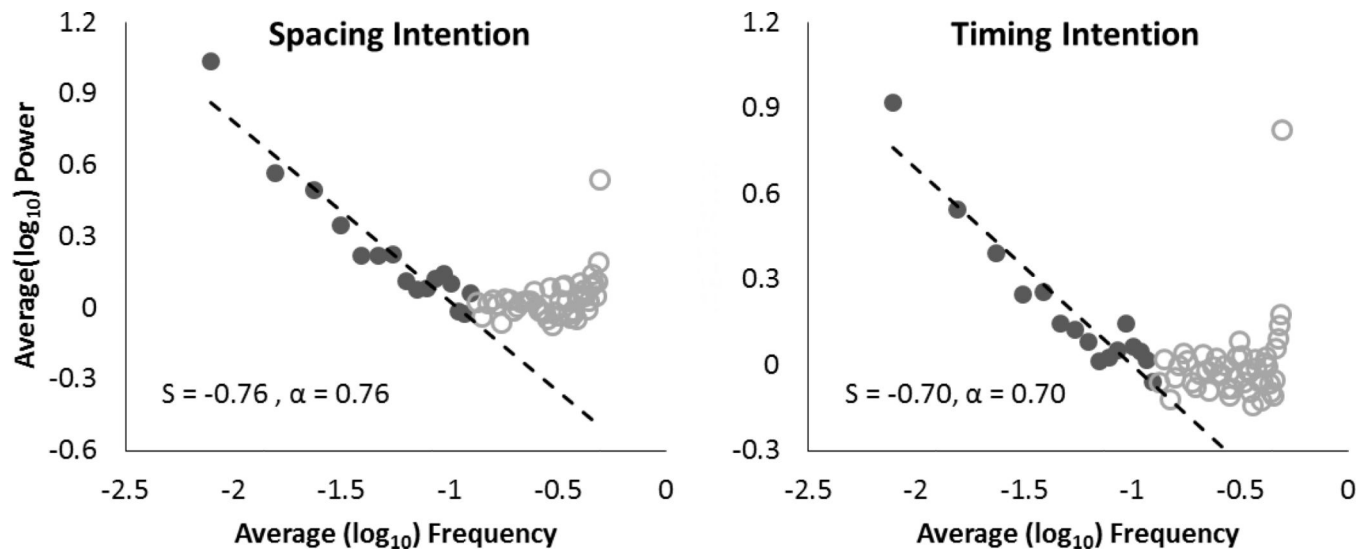 Spacing Intention
Average(log10) Power
1.2
0.9
0.6
0.3
0
-0.3
-0.6
S = -0.76 , α = 0.76
-2.5 -2 -1.5 -1 -0.5 0
Average (log10) Frequency
Timing Intention
1.2
0.9
0.6
0.3
0
-0.3
S = -0.70, α = 0.70
-2.5 -2 -1.5 -1 -0.5 0
Average (log10) Frequency